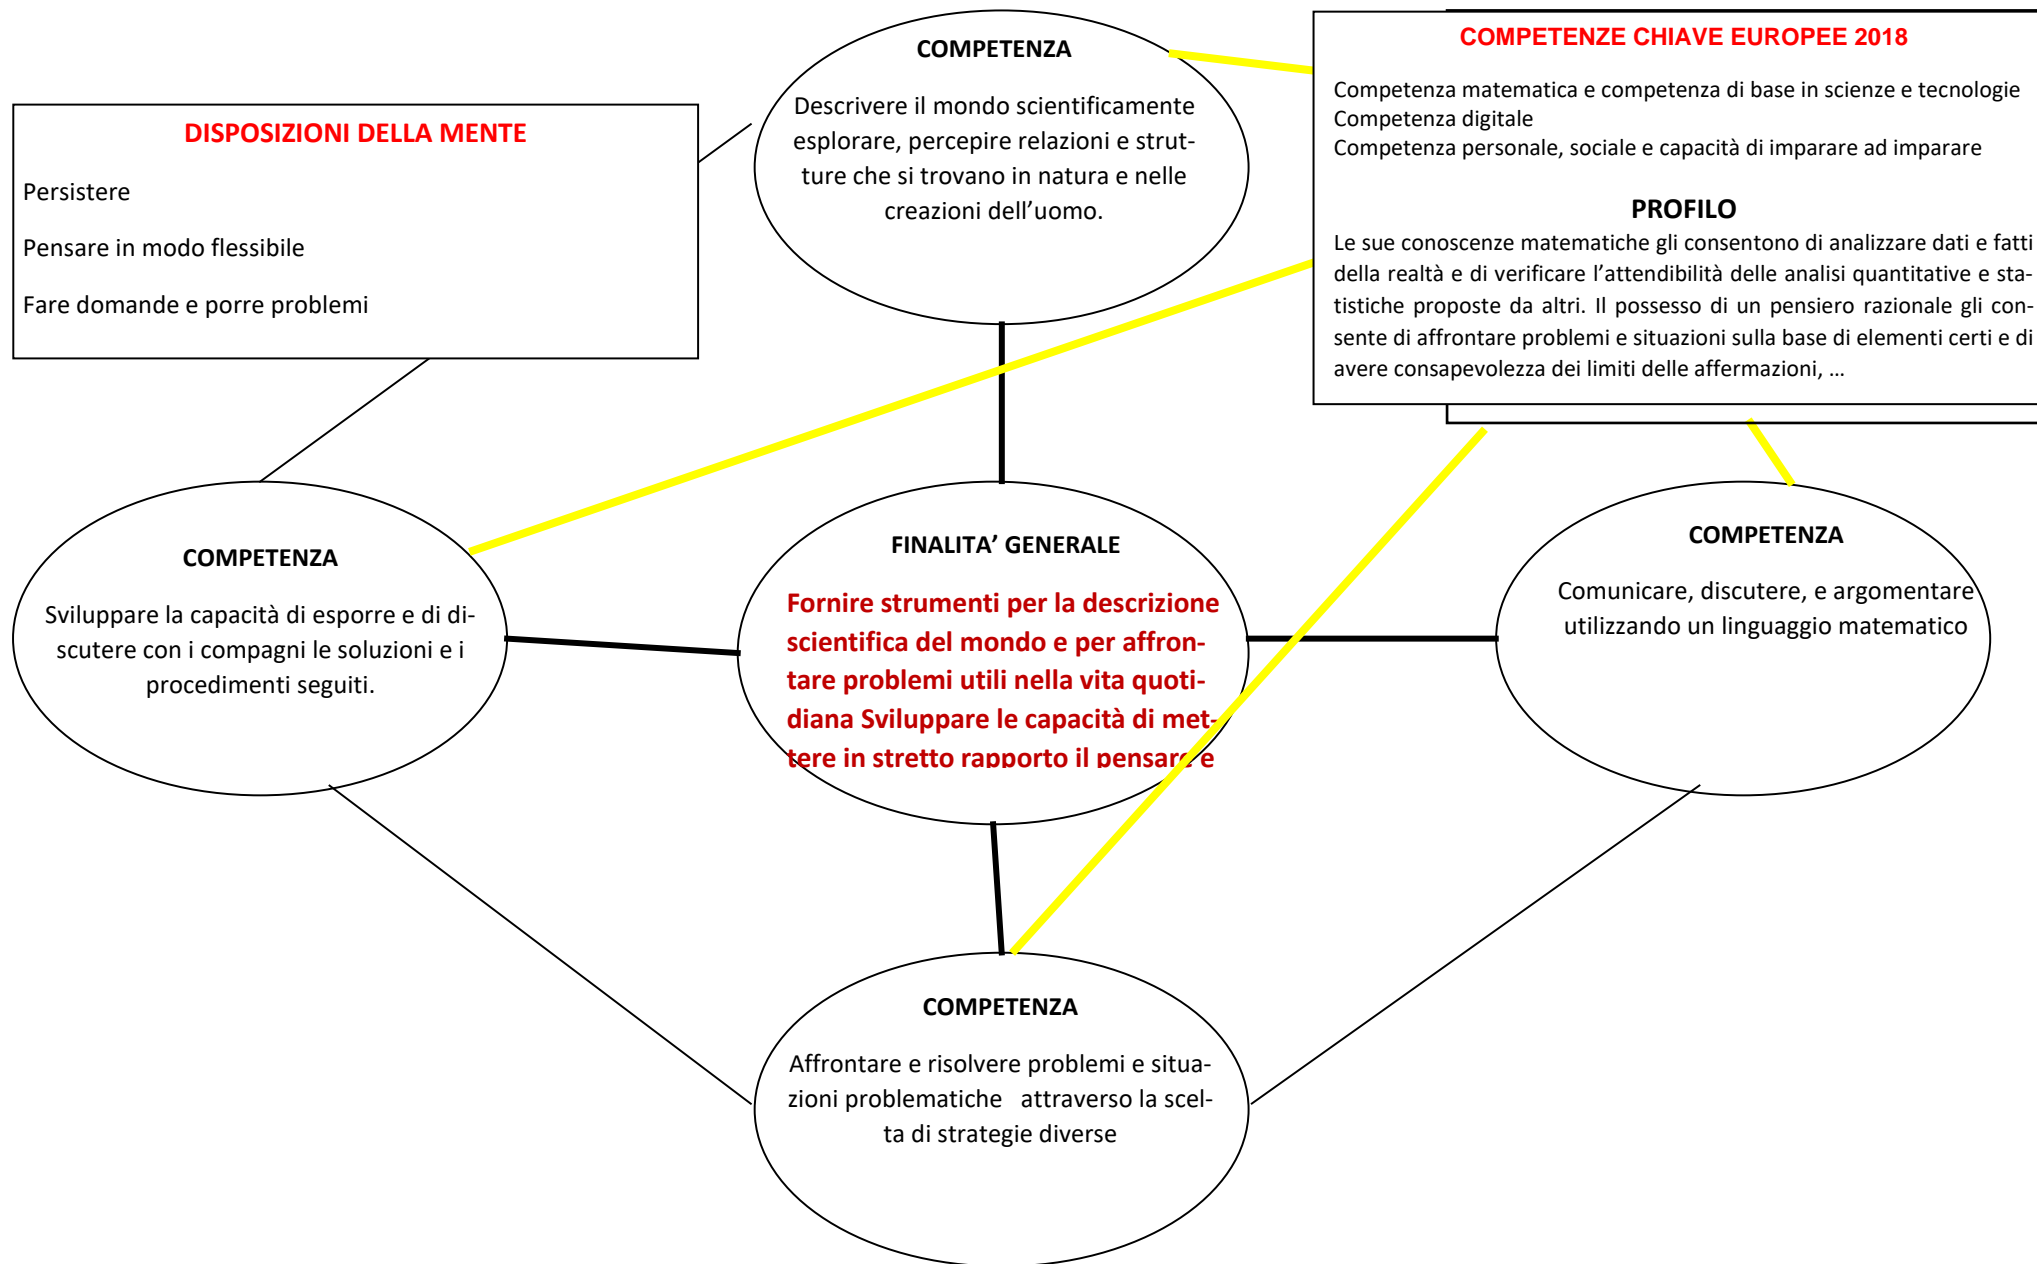 COMPETENZA
Descrivere il mondo scientificamente
esplorare, percepire relazioni e strut-
ture che si trovano in natura e nelle
creazioni dell’uomo.
COMPETENZE CHIAVE EUROPEE 2018
Competenza matematica e competenza di base in scienze e tecnologie
Competenza digitale
Competenza personale, sociale e capacità di imparare ad imparare
PROFILO
Le sue conoscenze matematiche gli consentono di analizzare dati e fatti
della realtà e di verificare l’attendibilità delle analisi quantitative e sta-
tistiche proposte da altri. Il possesso di un pensiero razionale gli con-
sente di affrontare problemi e situazioni sulla base di elementi certi e di
avere consapevolezza dei limiti delle affermazioni, ...
DISPOSIZIONI DELLA MENTE
Persistere
Pensare in modo flessibile
Fare domande e porre problemi
COMPETENZA
Sviluppare la capacità di esporre e di di-
scutere con i compagni le soluzioni e i
procedimenti seguiti.
FINALITA’ GENERALE
Fornire strumenti per la descrizione
scientifica del mondo e per affron-
tare problemi utili nella vita quoti-
diana Sviluppare le capacità di met-
tere in stretto rapporto il pensare e
COMPETENZA
Comunicare, discutere, e argomentare
utilizzando un linguaggio matematico
COMPETENZA
Affrontare e risolvere problemi e situa-
zioni problematiche   attraverso la scel-
ta di strategie diverse